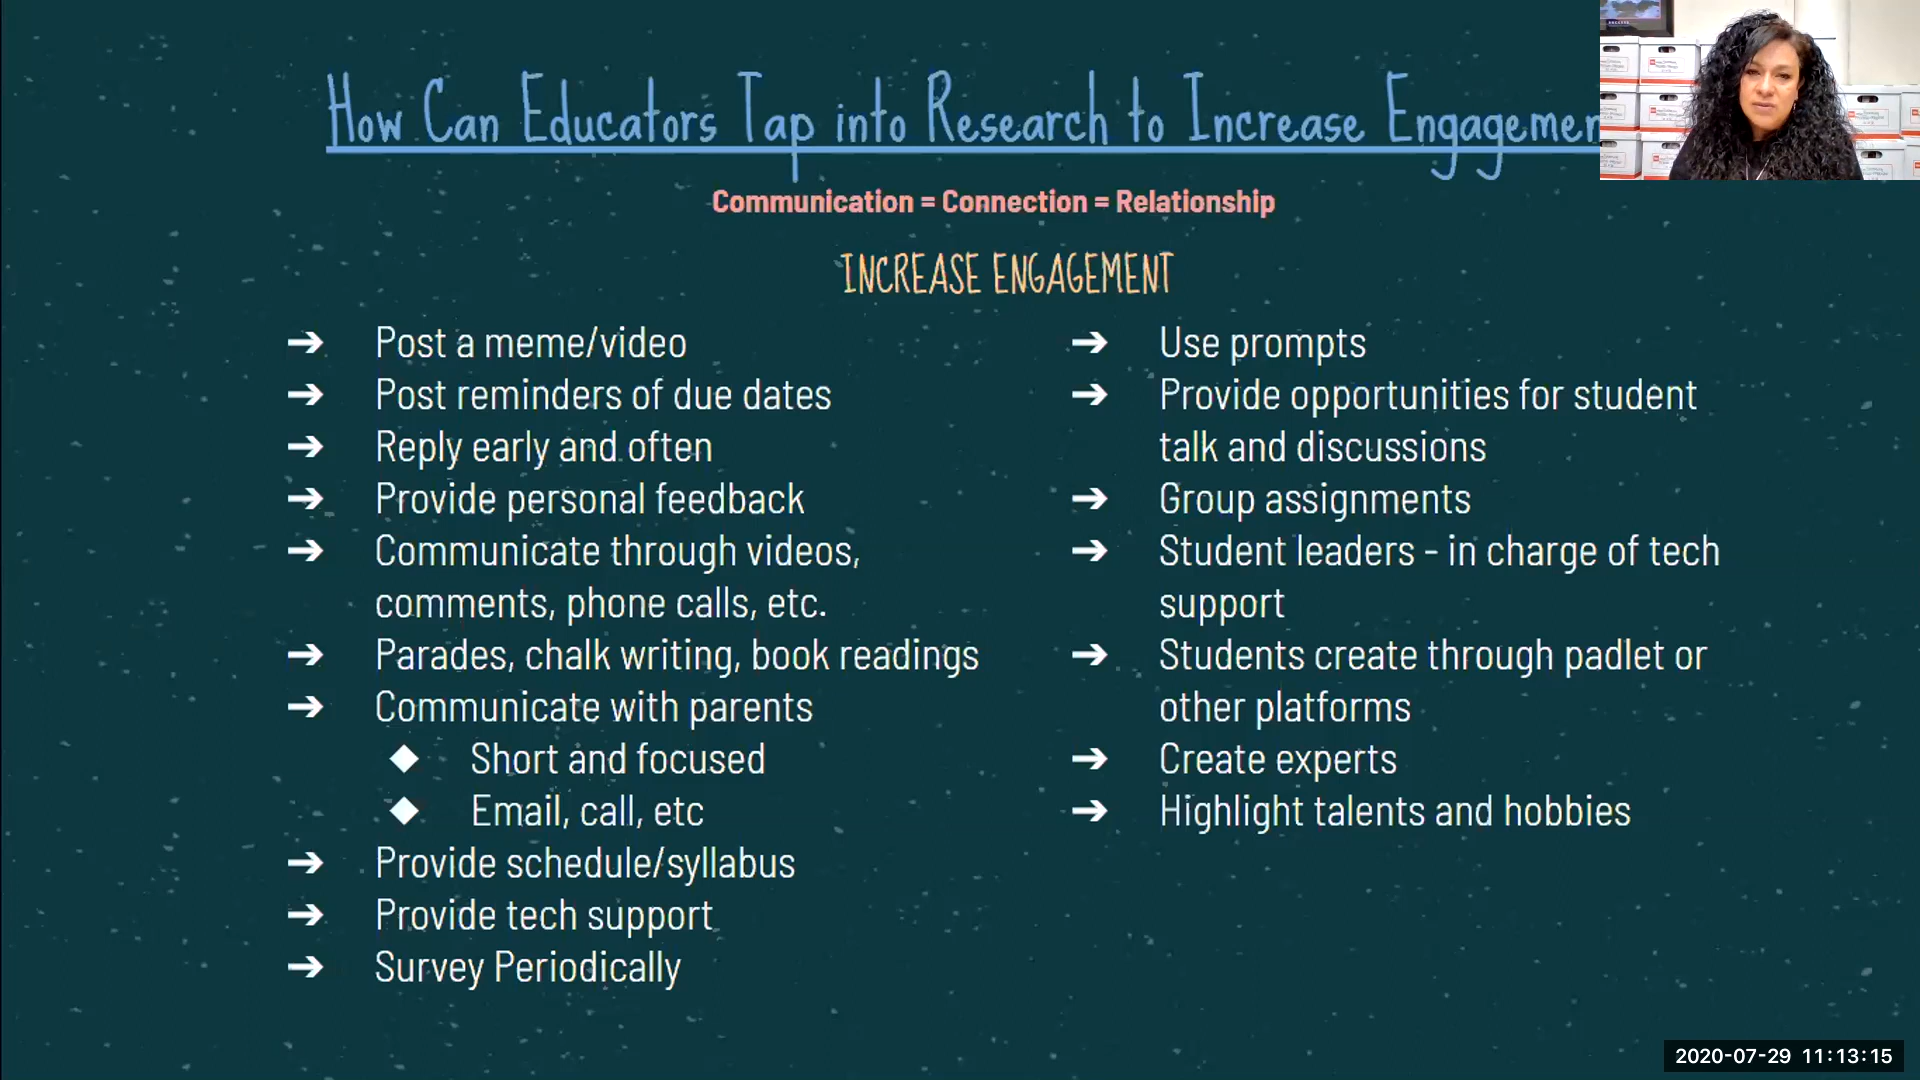 How Can Educators Tap into Research to Increase Engagemen
Communication = Connection = Relationship
INCREASE ENGAGEMENT
➔ Post a meme/video
➔ Post reminders of due dates
➔ Reply early and often
➔ Provide personal feedback
➔ Communicate through videos,
comments, phone calls, etc.
➔ Parades, chalk writing, book readings
➔ Communicate with parents
◆ Short and focused
◆ Email, call, etc
➔ Provide schedule/syllabus
➔ Provide tech support
➔ Survey Periodically
➔ Use prompts
➔ Provide opportunities for student
talk and discussions
➔ Group assignments
➔ Student leaders - in charge of tech
support
➔ Students create through padlet or
other platforms
➔ Create experts
➔ Highlight talents and hobbies
2020-07-29 11:13:15